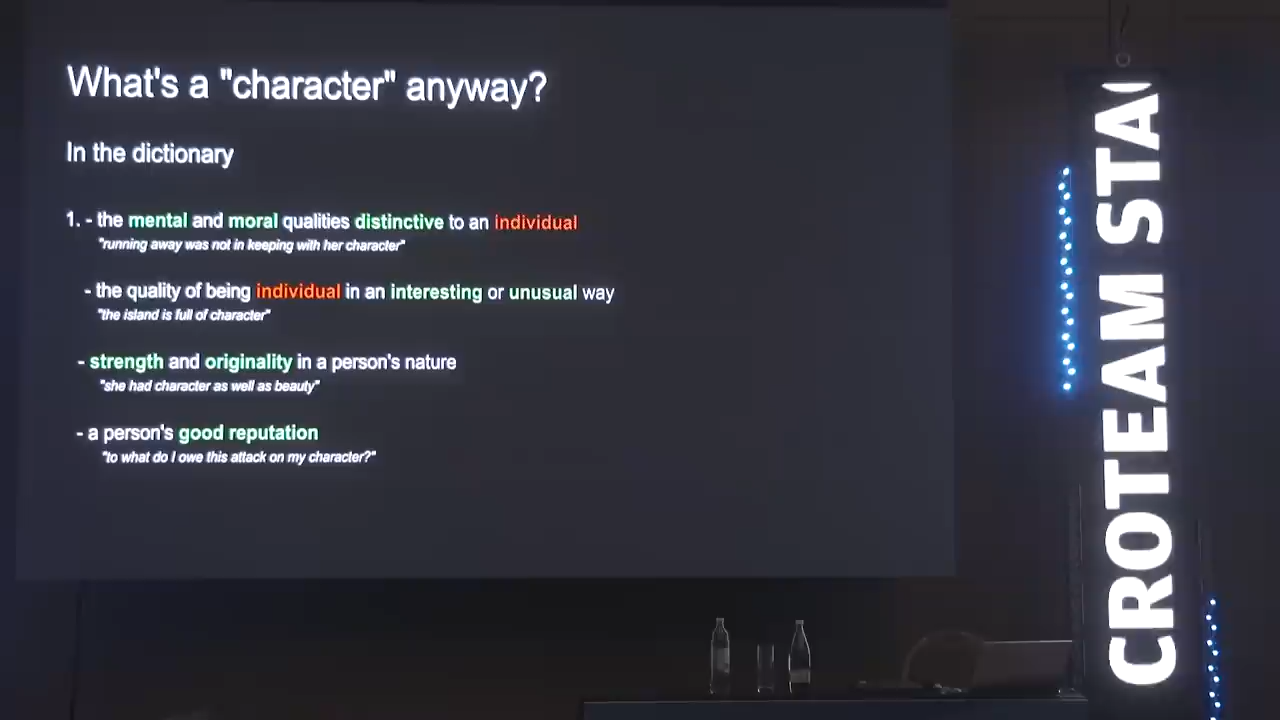 What's a "character" anyway?
In the dictionary
1. - the mental and moral qualities distinctive to an individual
"running away was not in keeping with her character"
- the quality of being individual in an interesting or unusual way
"the island is full of character"
- strength and originality in a person's nature
"she had character as well as beauty"
- a person's good reputation
"to what do I owe this attack on my character?"
CROTEAM STA